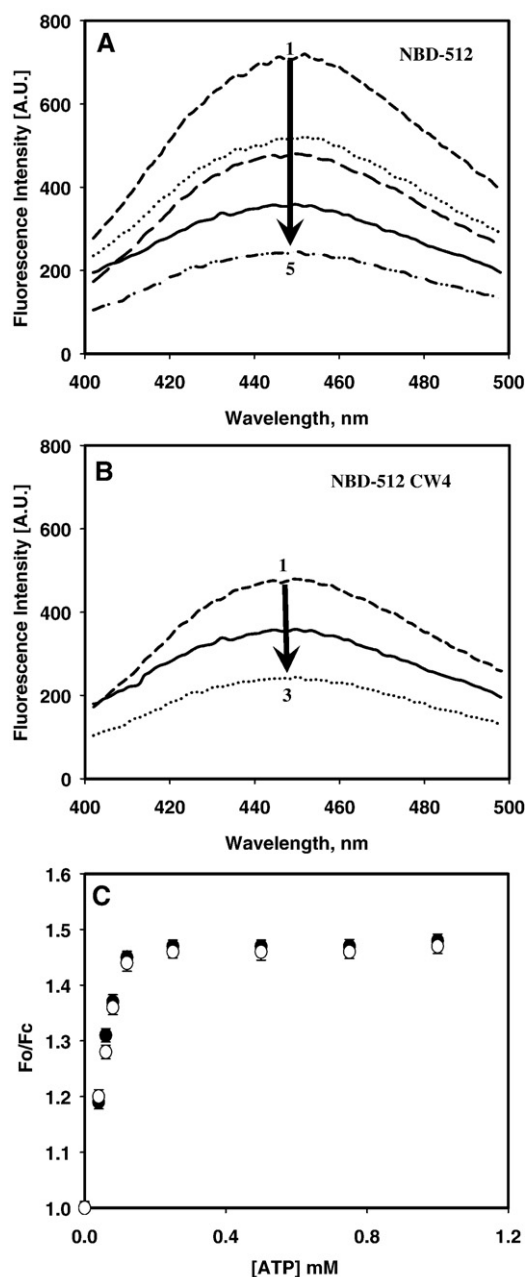 A
NBD-512
Fluorescence Intensity [A.U.]
800
600
400
200
0
1
5
400 420 440 460 480 500
Wavelength, nm
B
NBD-512 CW4
Fluorescence Intensity [A.U.]
800
600
400
200
0
1
3
400 420 440 460 480 500
Wavelength, nm
C
Fo/Fc
1.6
1.5
1.4
1.3
1.2
1.1
1.0
0.0 0.4 0.8 1.2
[ATP] mM